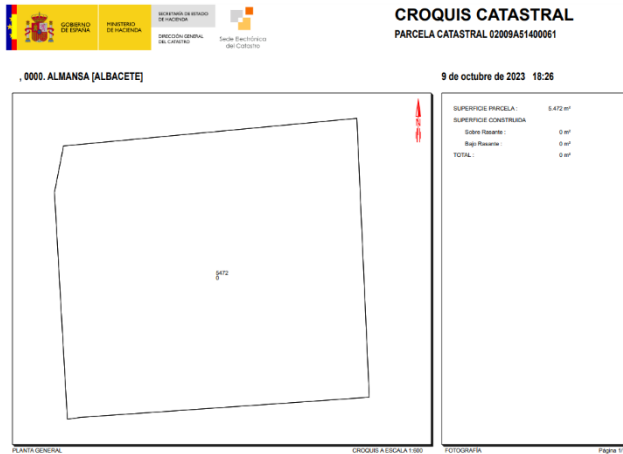 GOBIERNO
DE ESPAÑA
MINISTERIO
DE HACIENDA
SECRETARÍA DE ESTADO
DE HACIENDA
DIRECCIÓN GENERAL
DEL CATASTRO
Sede Electrónica
del Catastro
CROQUIS CATASTRAL
PARCELA CATASTRAL 02009A51400061
, 0000. ALMANSA [ALBACETE]
9 de octubre de 2023 18:26
SUPERFICIE PARCELA : 5.472 m²
SUPERFICIE CONSTRUIDA
Sobre Rasante : 0 m²
Bajo Rasante : 0 m²
TOTAL : 0 m²
5472
0
PLANTA GENERAL
CROQUIS A ESCALA 1:600
FOTOGRAFÍA
Página 1/